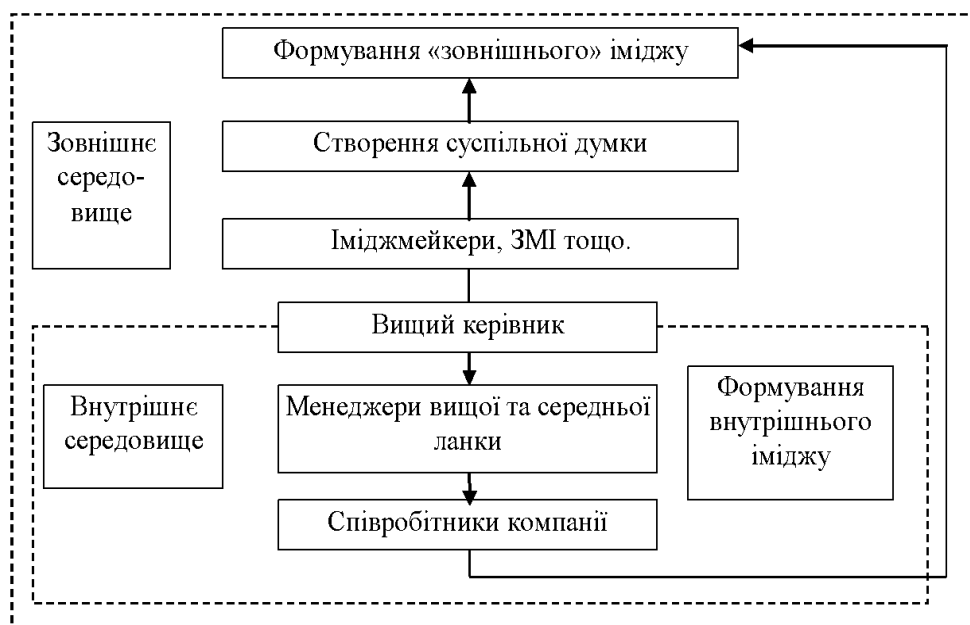 Формування «зовнішнього» іміджу
Зовнішнє
середо-
вище
Створення суспільної думки
Іміджмейкери, ЗМІ тощо.
Вищий керівник
Внутрішнє
середовище
Менеджери вищої та середньої
ланки
Формування
внутрішнього
іміджу
Співробітники компанії